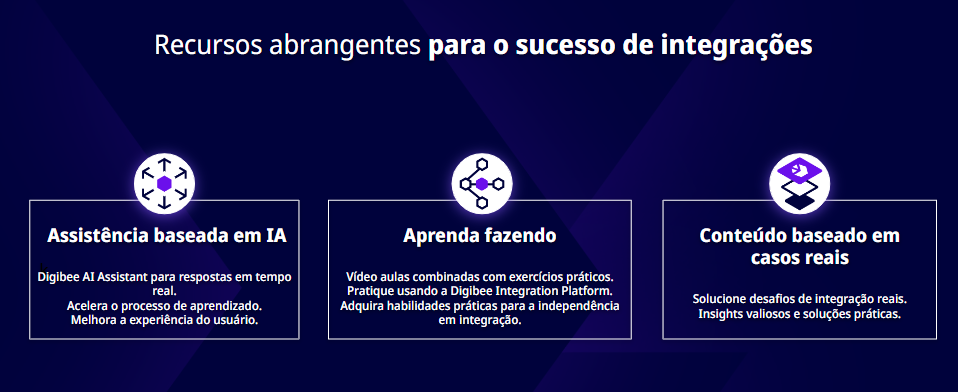 Recursos abrangentes para o sucesso de integrações
Assistência baseada em IA
Digibee AI Assistant para respostas em tempo
real.
Acelera o processo de aprendizado.
Melhora a experiência do usuário.
Aprenda fazendo
Vídeo aulas combinadas com exercícios práticos.
Pratique usando a Digibee Integration Platform.
Adquira habilidades práticas para a independência
em integração.
Conteúdo baseado em
casos reais
Solucione desafios de integração reais.
Insights valiosos e soluções práticas.